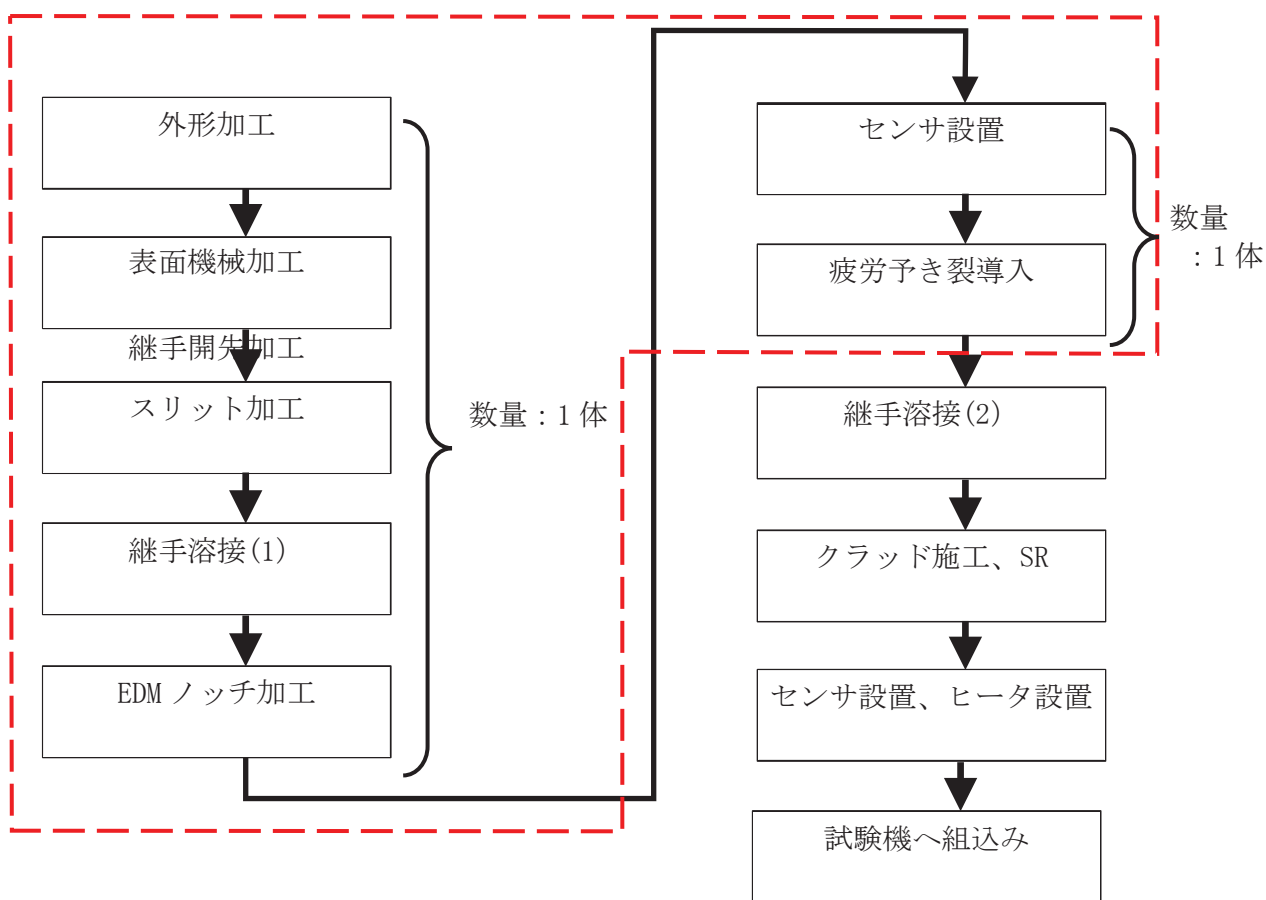 外形加工
表面機械加工
継手開先加工
スリット加工
継手溶接(1)
EDM ノッチ加工
数量：1 体
センサ設置
疲労予き裂導入
数量
：1 体
継手溶接(2)
クラッド施工、SR
センサ設置、ヒータ設置
試験機へ組込み